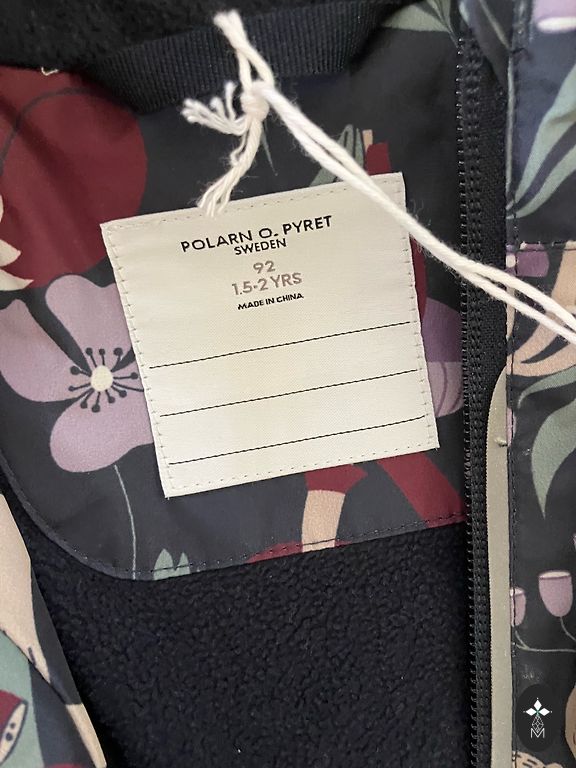 POLARN O. PYRET
SWEDEN
92
1.5-2 YRS
MADE IN CHINA
M